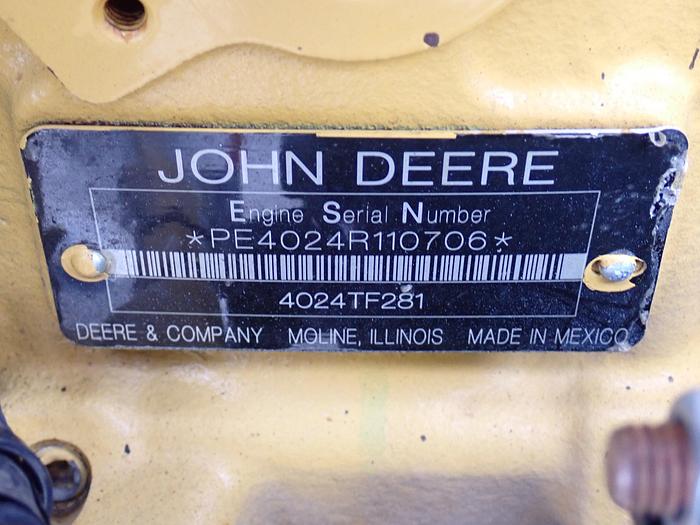 JOHN DEERE
Engine Serial Number
*PE4024R110706*
4024TF281
DEERE & COMPANY MOLINE, ILLINOIS MADE IN MEXICO